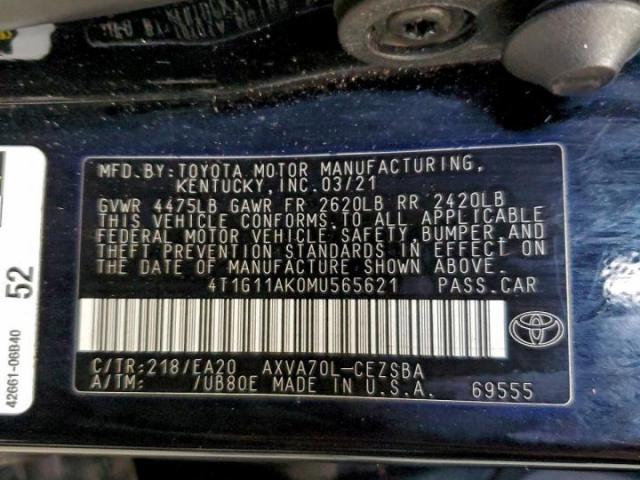 MFD.BY:TOYOTA MOTOR MANUFACTURING,
KENTUCKY,INC.03/21
GVWR 4475LB GAWR FR 2620LB RR 2420LB
THIS VEHICLE CONFORMS TO ALL APPLICABLE
FEDERAL MOTOR VEHICLE SAFETY,BUMPER,AND
THEFT PREVENTION STANDARDS IN EFFECT ON
THE DATE OF MANUFACTURE SHOWN ABOVE.
4T1G11AK0MU565621 PASS.CAR
C/TR:218/EA20 AXVA70L-CEZSBA
A/TM: /UB80E MADE IN U.S.A. 69555
TOYOTA
52
42661-06B40